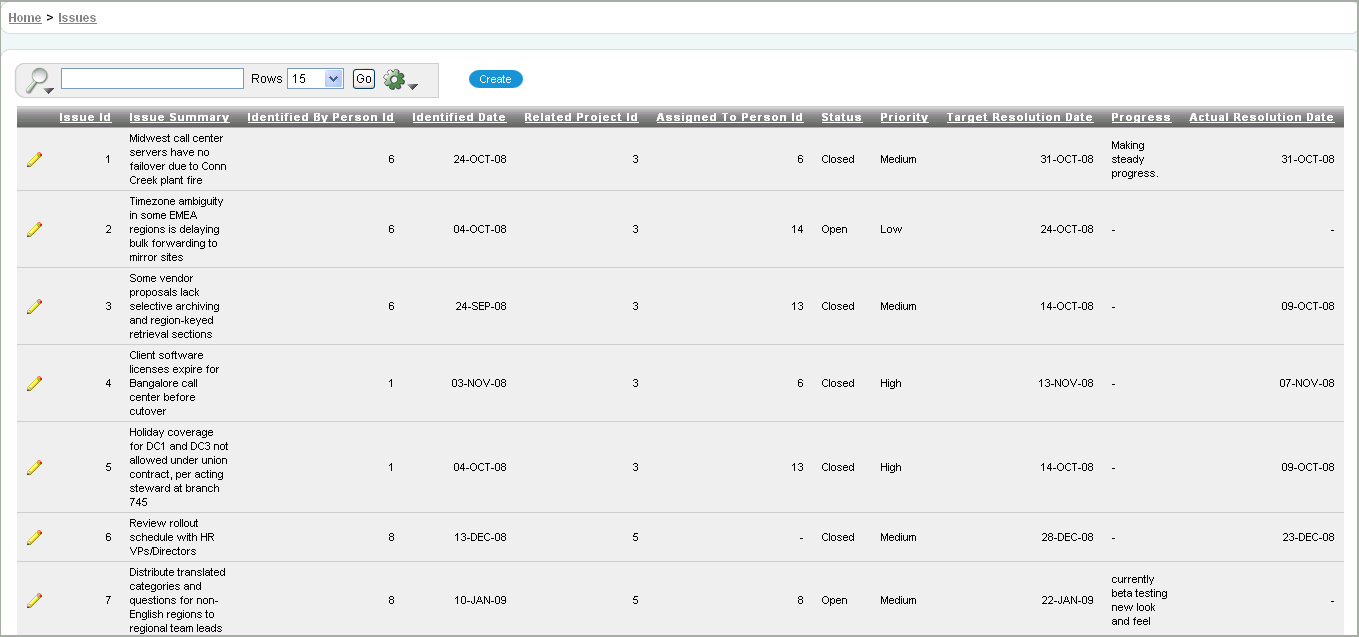 Home > Issues
Rows 15 Go Create
Issue Id Issue Summary Identified By Person Id Identified Date Related Project Id Assigned To Person Id Status Priority Target Resolution Date Progress Actual Resolution Date
Midwest call center
servers have no
failover due to Conn
Creek plant fire
1 6 24-OCT-08 3 6 Closed Medium 31-OCT-08
Making
steady
progress.
31-OCT-08
Timezone ambiguity
in some EMEA
regions is delaying
bulk forwarding to
mirror sites
2 6 04-OCT-08 3 14 Open Low 24-OCT-08 - -
Some vendor
proposals lack
selective archiving
and region-keyed
retrieval sections
3 6 24-SEP-08 3 13 Closed Medium 14-OCT-08 - 09-OCT-08
Client software
licenses expire for
Bangalore call
center before
cutover
4 1 03-NOV-08 3 6 Closed High 13-NOV-08 - 07-NOV-08
Holiday coverage
for DC1 and DC3 not
allowed under union
contract, per acting
steward at branch
745
5 1 04-OCT-08 3 13 Closed High 14-OCT-08 - 09-OCT-08
Review rollout
schedule with HR
VPs/Directors
6 8 13-DEC-08 5 - Closed Medium 28-DEC-08 - 23-DEC-08
Distribute translated
categories and
questions for non-
English regions to
regional team leads
7 8 10-JAN-09 5 8 Open Medium 22-JAN-09
currently
beta testing
new look
and feel
-